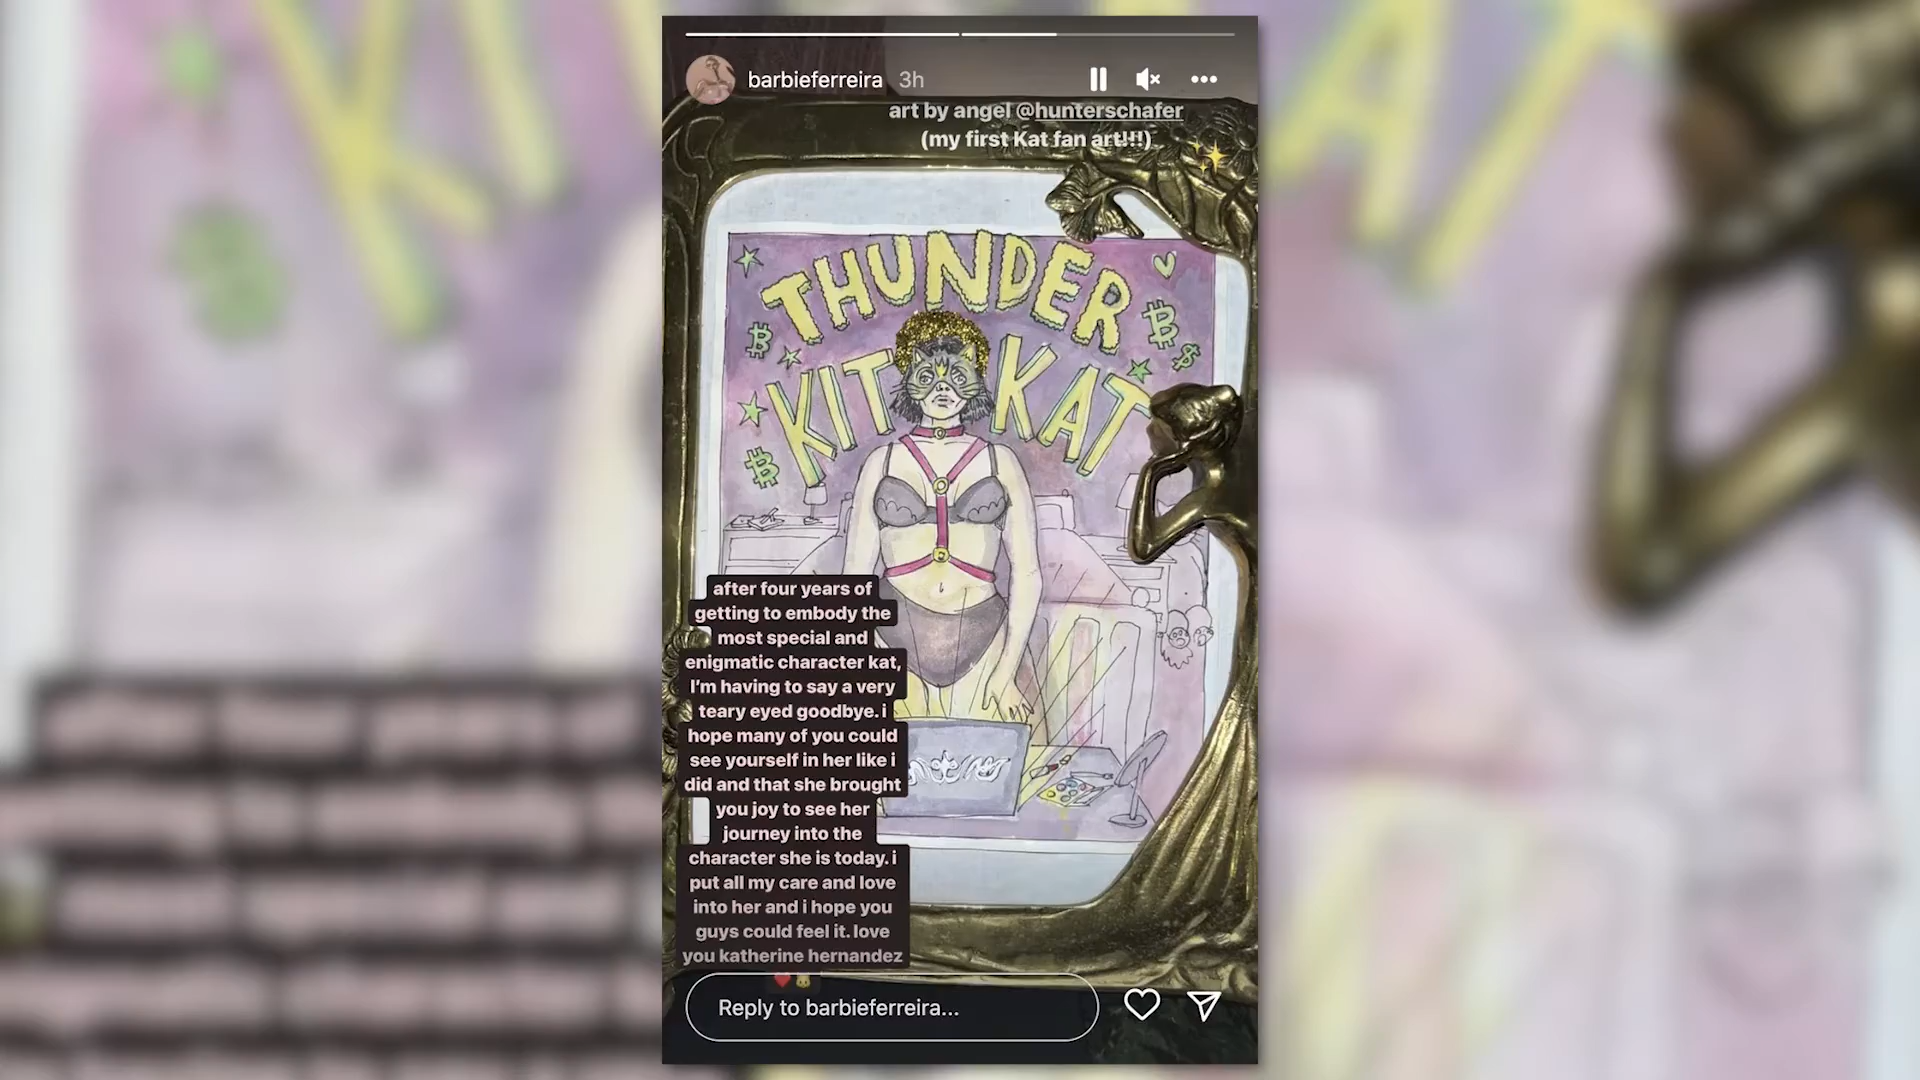 barbieferreira 3h
art by angel @hunterschafer
(my first Kat fan art!!!)
THUNDER
KIT KAT
after four years of
getting to embody the
most special and
enigmatic character kat,
I'm having to say a very
teary eyed goodbye. i
hope many of you could
see yourself in her like i
did and that she brought
you joy to see her
journey into the
character she is today. i
put all my care and love
into her and i hope you
guys could feel it. love
you katherine hernandez
Reply to barbieferreira...